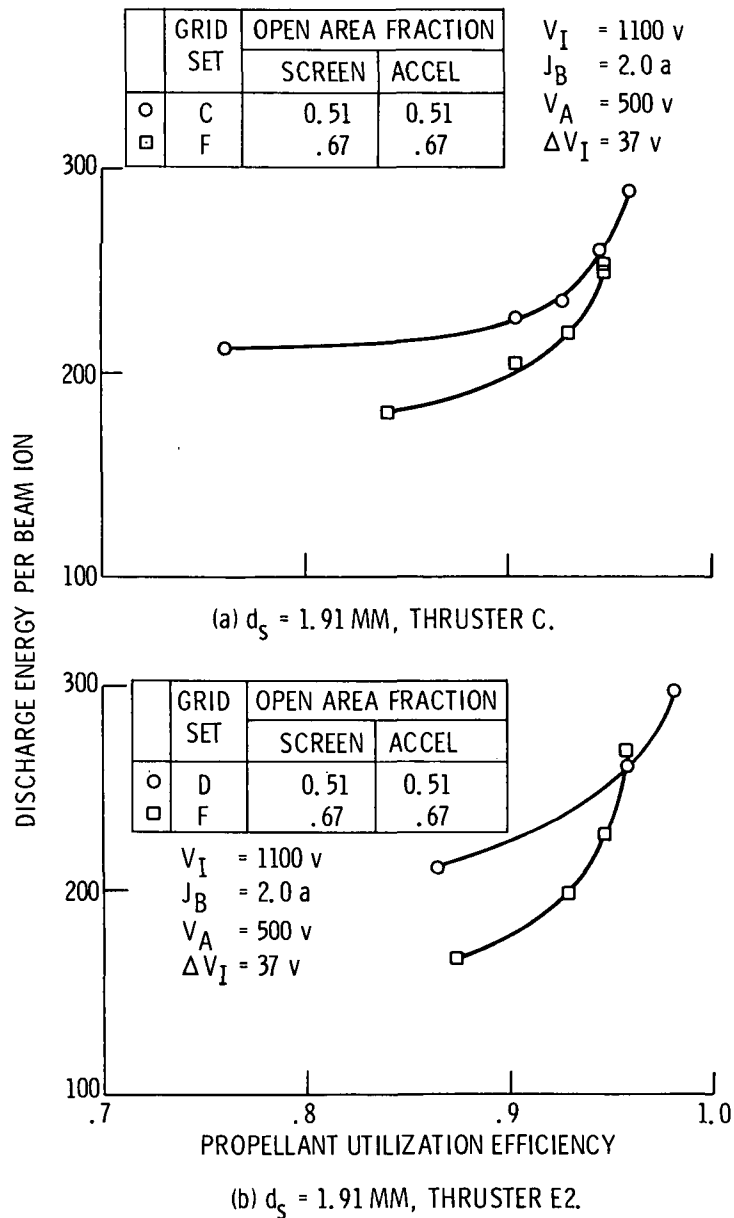 GRID SET OPEN AREA FRACTION
SCREEN ACCEL
C 0.51 0.51
F .67 .67
V_I = 1100 v
J_B = 2.0 a
V_A = 500 v
ΔV_I = 37 v
300
200
100
(a) d_s = 1.91 MM, THRUSTER C.
DISCHARGE ENERGY PER BEAM ION
300
GRID SET OPEN AREA FRACTION
SCREEN ACCEL
D 0.51 0.51
F .67 .67
V_I = 1100 v
J_B = 2.0 a
V_A = 500 v
ΔV_I = 37 v
200
100
.7 .8 .9 1.0
PROPELLANT UTILIZATION EFFICIENCY
(b) d_s = 1.91 MM, THRUSTER E2.